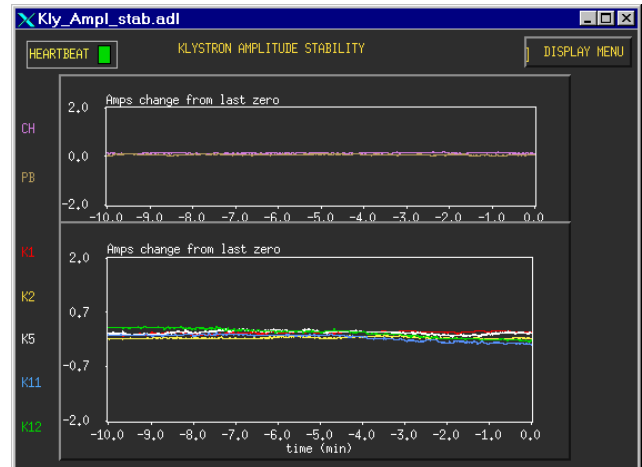 Kly_Ampl_stab.adl
HEARTBEAT
KLYSTRON AMPLITUDE STABILITY
DISPLAY MENU
Amps change from last zero
CH
PB
2.0
0.0
-2.0
-10.0 -9.0 -8.0 -7.0 -6.0 -5.0 -4.0 -3.0 -2.0 -1.0 0.0
Amps change from last zero
K1
K2
K5
K11
K12
2.0
0.7
-0.7
-2.0
-10.0 -9.0 -8.0 -7.0 -6.0 -5.0 -4.0 -3.0 -2.0 -1.0 0.0
time (min)